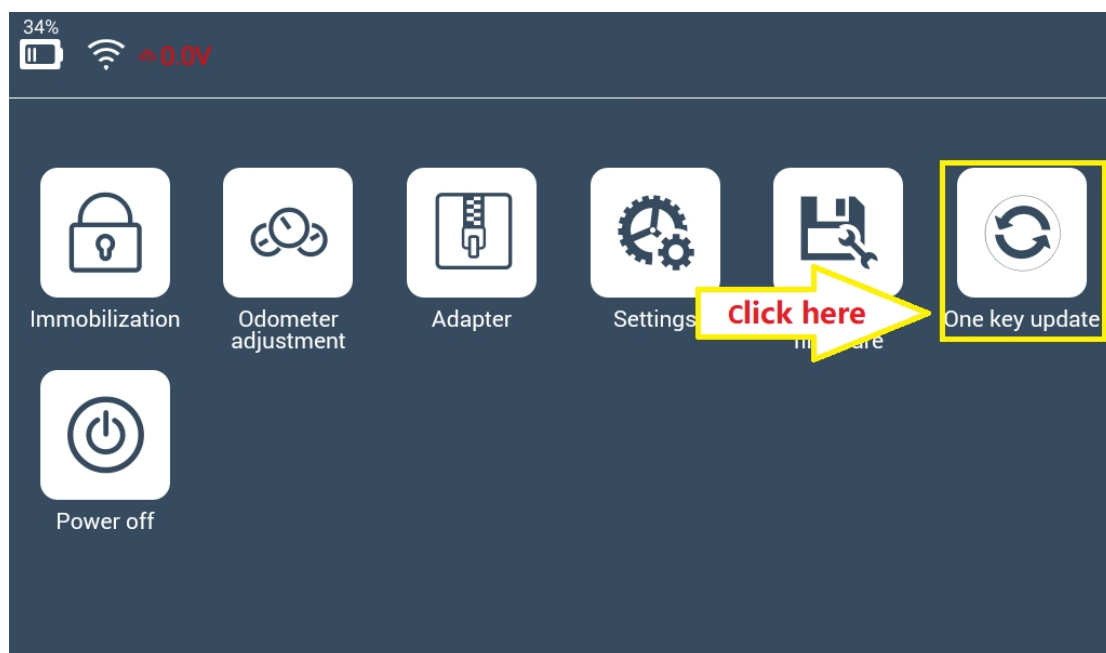 34%
0.0V
Immobilization
Odometer
adjustment
Adapter
Settings
Click here
One key update
Power off